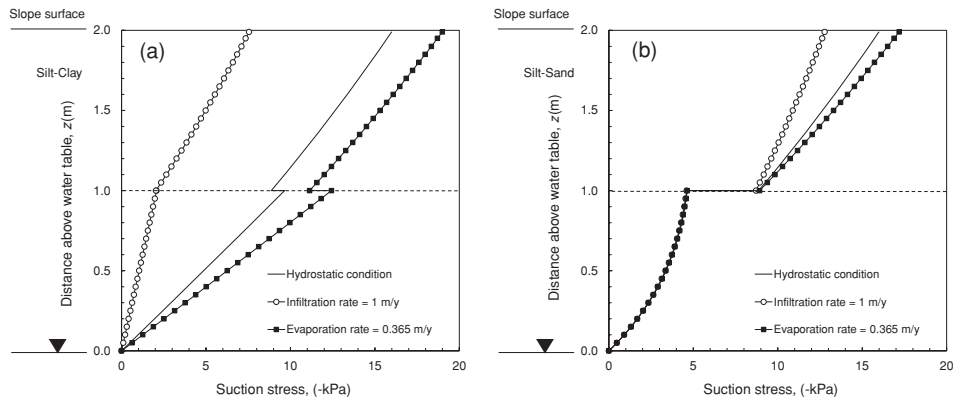 Slope surface
Silt-Clay
(a)
Distance above water table, z(m)
2.0
1.5
1.0
0.5
0.0
0
5
10
15
20
Hydrostatic condition
Infiltration rate = 1 m/y
Evaporation rate = 0.365 m/y
Suction stress, (-kPa)
Slope surface
Silt-Sand
(b)
Distance above water table, z(m)
2.0
1.5
1.0
0.5
0.0
0
5
10
15
20
Hydrostatic condition
Infiltration rate = 1 m/y
Evaporation rate = 0.365 m/y
Suction stress, (-kPa)